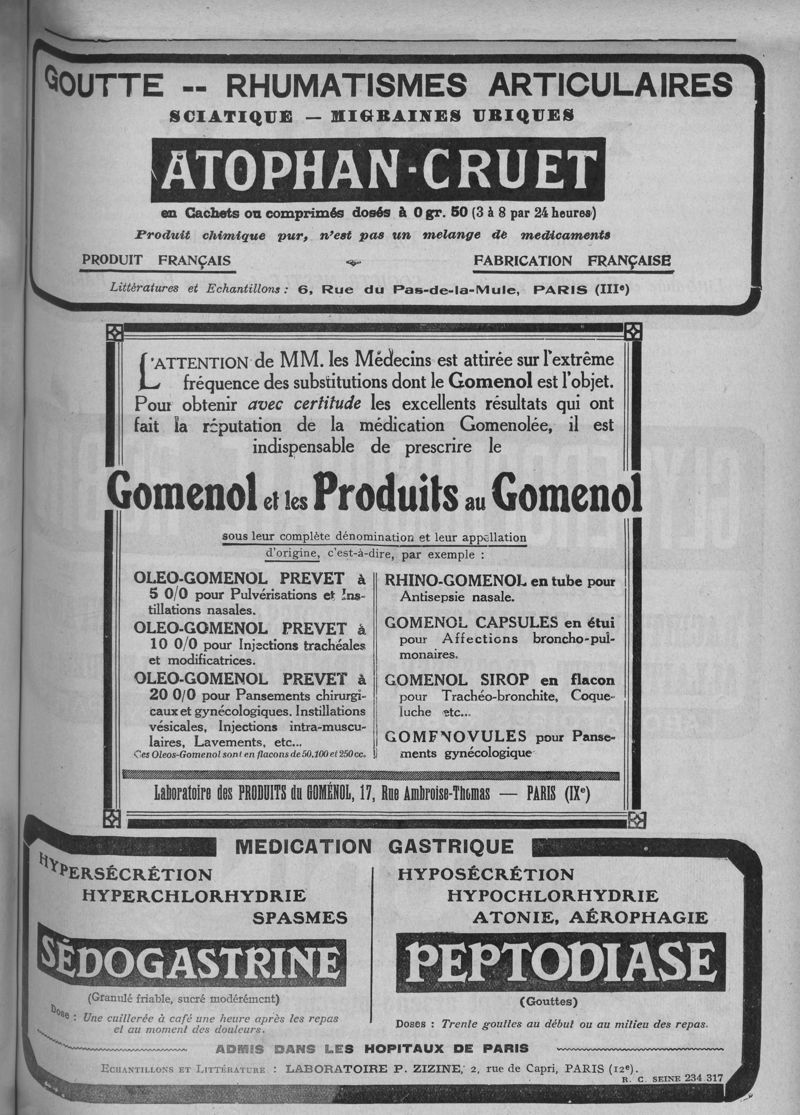 GOUTTE -- RHUMATISMES ARTICULAIRES
SCIATIQUE — MIGRAINES URIQUES
ATOPHAN-CRUET
en Cachets ou comprimés dosés à 0 gr. 50 (3 à 8 par 24 heures)
Produit chimique pur, n'est pas un melange de medicaments
PRODUIT FRANÇAIS
FABRICATION FRANÇAISE
Littératures et Echantillons : 6, Rue du Pas-de-la-Mule, PARIS (IIIe)
L'ATTENTION de MM. les Médecins est attirée sur l'extrême
fréquence des substitutions dont le Gomenol est l'objet.
Pour obtenir avec certitude les excellents résultats qui ont
fait la réputation de la médication Gomenolée, il est
indispensable de prescrire le
Gomenol et les Produits au Gomenol
sous leur complète dénomination et leur appellation
d'origine, c'est-à-dire, par exemple :
OLEO-GOMENOL PREVET à
5 0/0 pour Pulvérisations et Ins-
tillations nasales.
OLEO-GOMENOL PREVET à
10 0/0 pour Injections trachéales
et modificatrices.
OLEO-GOMENOL PREVET à
20 0/0 pour Pansements chirurgi-
caux et gynécologiques. Instillations
vésicales, Injections intra-muscu-
laires, Lavements, etc...
Ces Oleos-Gomenol sont en flacons de 50, 100 et 250 cc.
RHINO-GOMENOL en tube pour
Antisepsie nasale.
GOMENOL CAPSULES en étui
pour Affections broncho-pul-
monaires.
GOMENOL SIROP en flacon
pour Trachéo-bronchite, Coque-
luche etc...
GOMENOVULES pour Panse-
ments gynécologique
Laboratoire des PRODUITS du GOMÉNOL, 17, Rue Ambroise-Thomas — PARIS (IXe)
MEDICATION GASTRIQUE
HYPERSÉCRÉTION
HYPERCHLORHYDRIE
SPASMES
SÉDOGASTRINE
(Granulé friable, sucré modérément)
Dose : Une cuillerée à café une heure après les repas
et au moment des douleurs.
HYPOSÉCRÉTION
HYPOCHLORHYDRIE
ATONIE, AÉROPHAGIE
PEPTODIASE
(Gouttes)
Doses : Trente gouttes au début ou au milieu des repas.
ADMIS DANS LES HOPITAUX DE PARIS
ECHANTILLONS ET LITTÉRATURE : LABORATOIRE P. ZIZINE, 2, rue de Capri, PARIS (12e).
R. C. SEINE 234.317